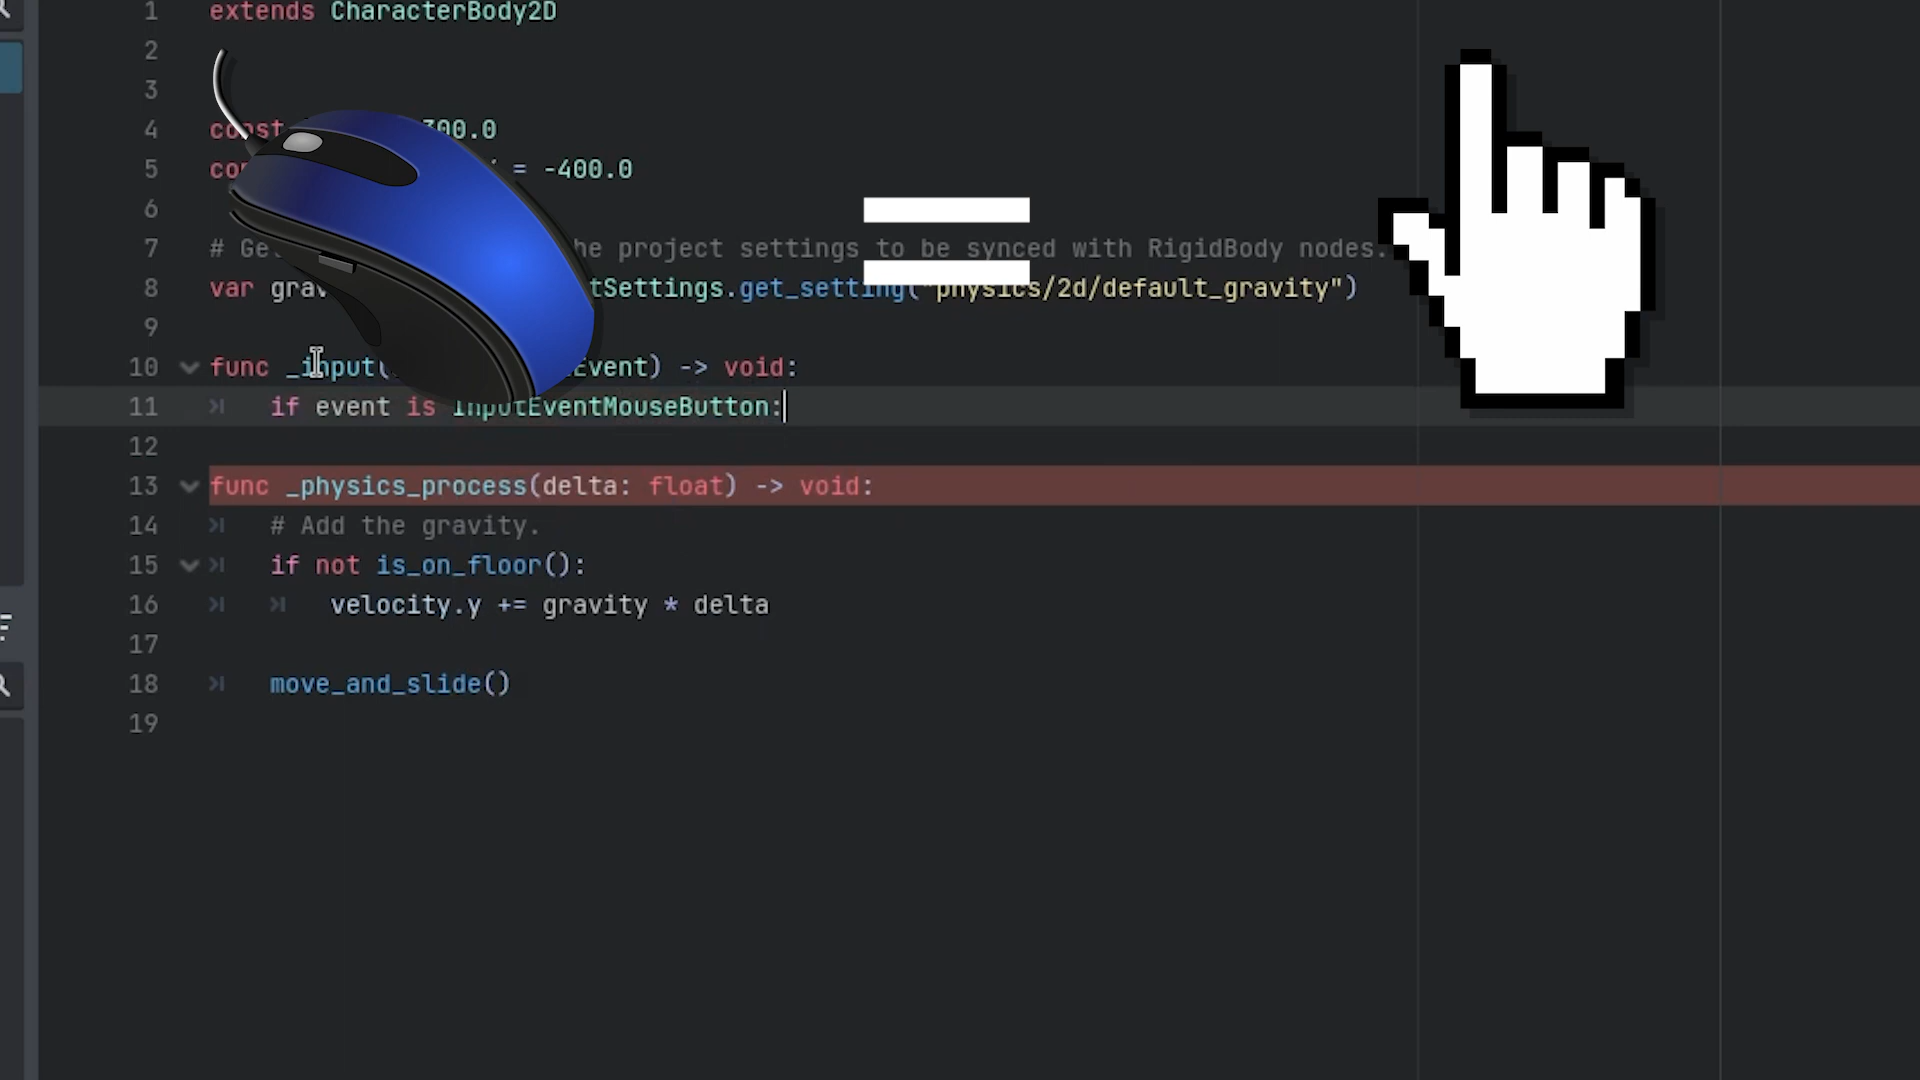 1 extends CharacterBody2D
2
3
4 const 300.0
5 = -400.0
6
7 # he project settings to be synced with RigidBody nodes.
8 var grav tSettings.get_setting("physics/2d/default_gravity")
9
10 func _input( Event) -> void:
11 if event is InputEventMouseButton:
12
13 func _physics_process(delta: float) -> void:
14 # Add the gravity.
15 if not is_on_floor():
16 velocity.y += gravity * delta
17
18 move_and_slide()
19